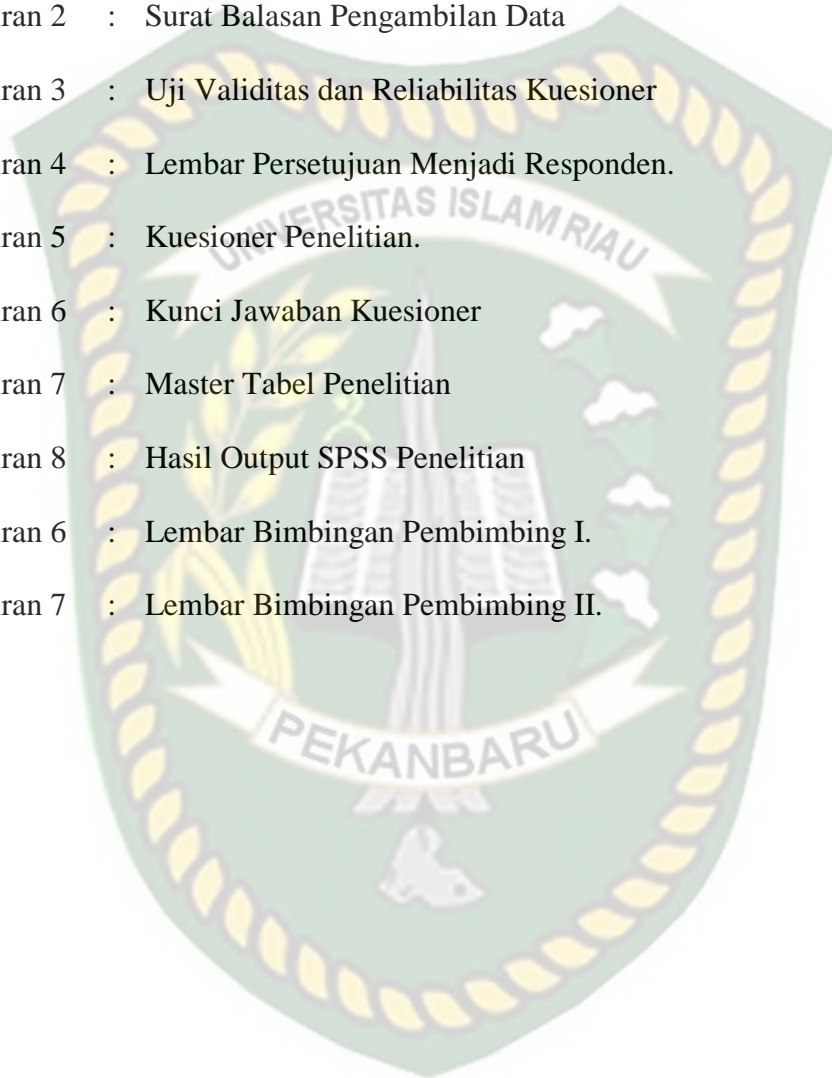 ran 2 : Surat Balasan Pengambilan Data
ran 3 : Uji Validitas dan Reliabilitas Kuesioner
ran 4 : Lembar Persetujuan Menjadi Responden.
UNIVERSITAS ISLAM RIAU
ran 5 : Kuesioner Penelitian.
ran 6 : Kunci Jawaban Kuesioner
ran 7 : Master Tabel Penelitian
ran 8 : Hasil Output SPSS Penelitian
ran 6 : Lembar Bimbingan Pembimbing I.
ran 7 : Lembar Bimbingan Pembimbing II.
PEKANBARU